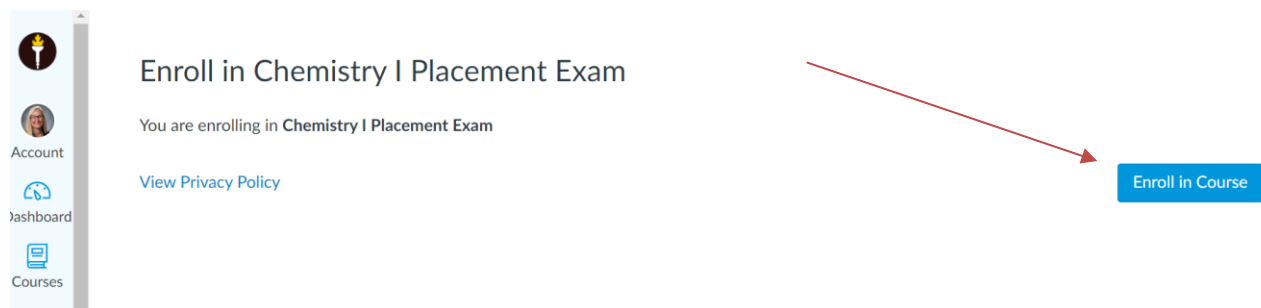 Enroll in Chemistry I Placement Exam
You are enrolling in Chemistry I Placement Exam
Account
View Privacy Policy
Enroll in Course
Dashboard
Courses